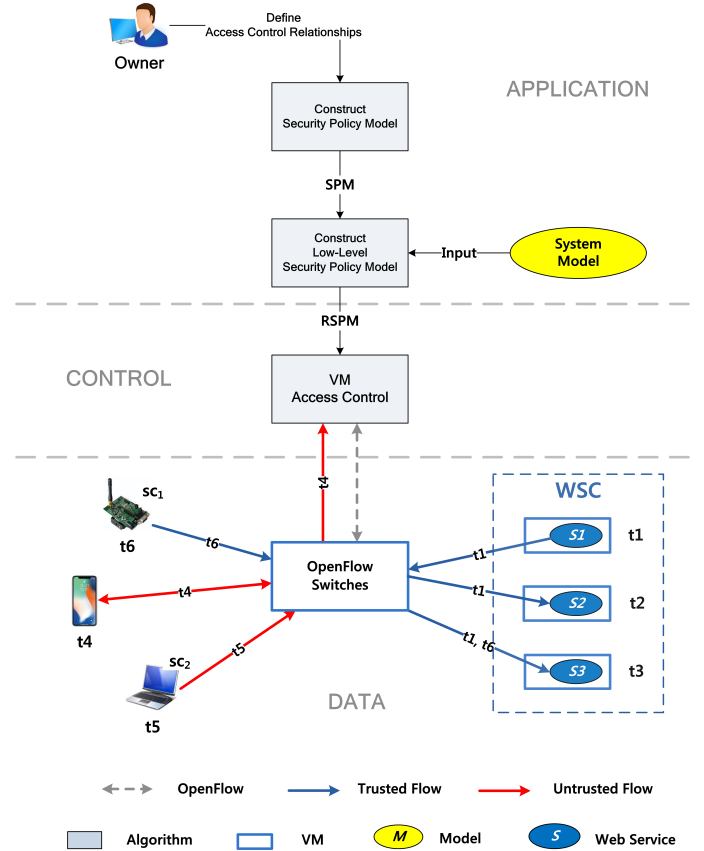 Define
Access Control Relationships
Owner
APPLICATION
Construct
Security Policy Model
SPM
Construct
Low-Level
Security Policy Model
Input
System
Model
RSPM
CONTROL
VM
Access Control
t4
WSC
sc1
t6
t6
OpenFlow
Switches
t1
S1
t1
t4
t4
t1
S2
t2
sc2
t5
t5
t1, t6
S3
t3
DATA
OpenFlow
Trusted Flow
Untrusted Flow
Algorithm
VM
M
Model
S
Web Service